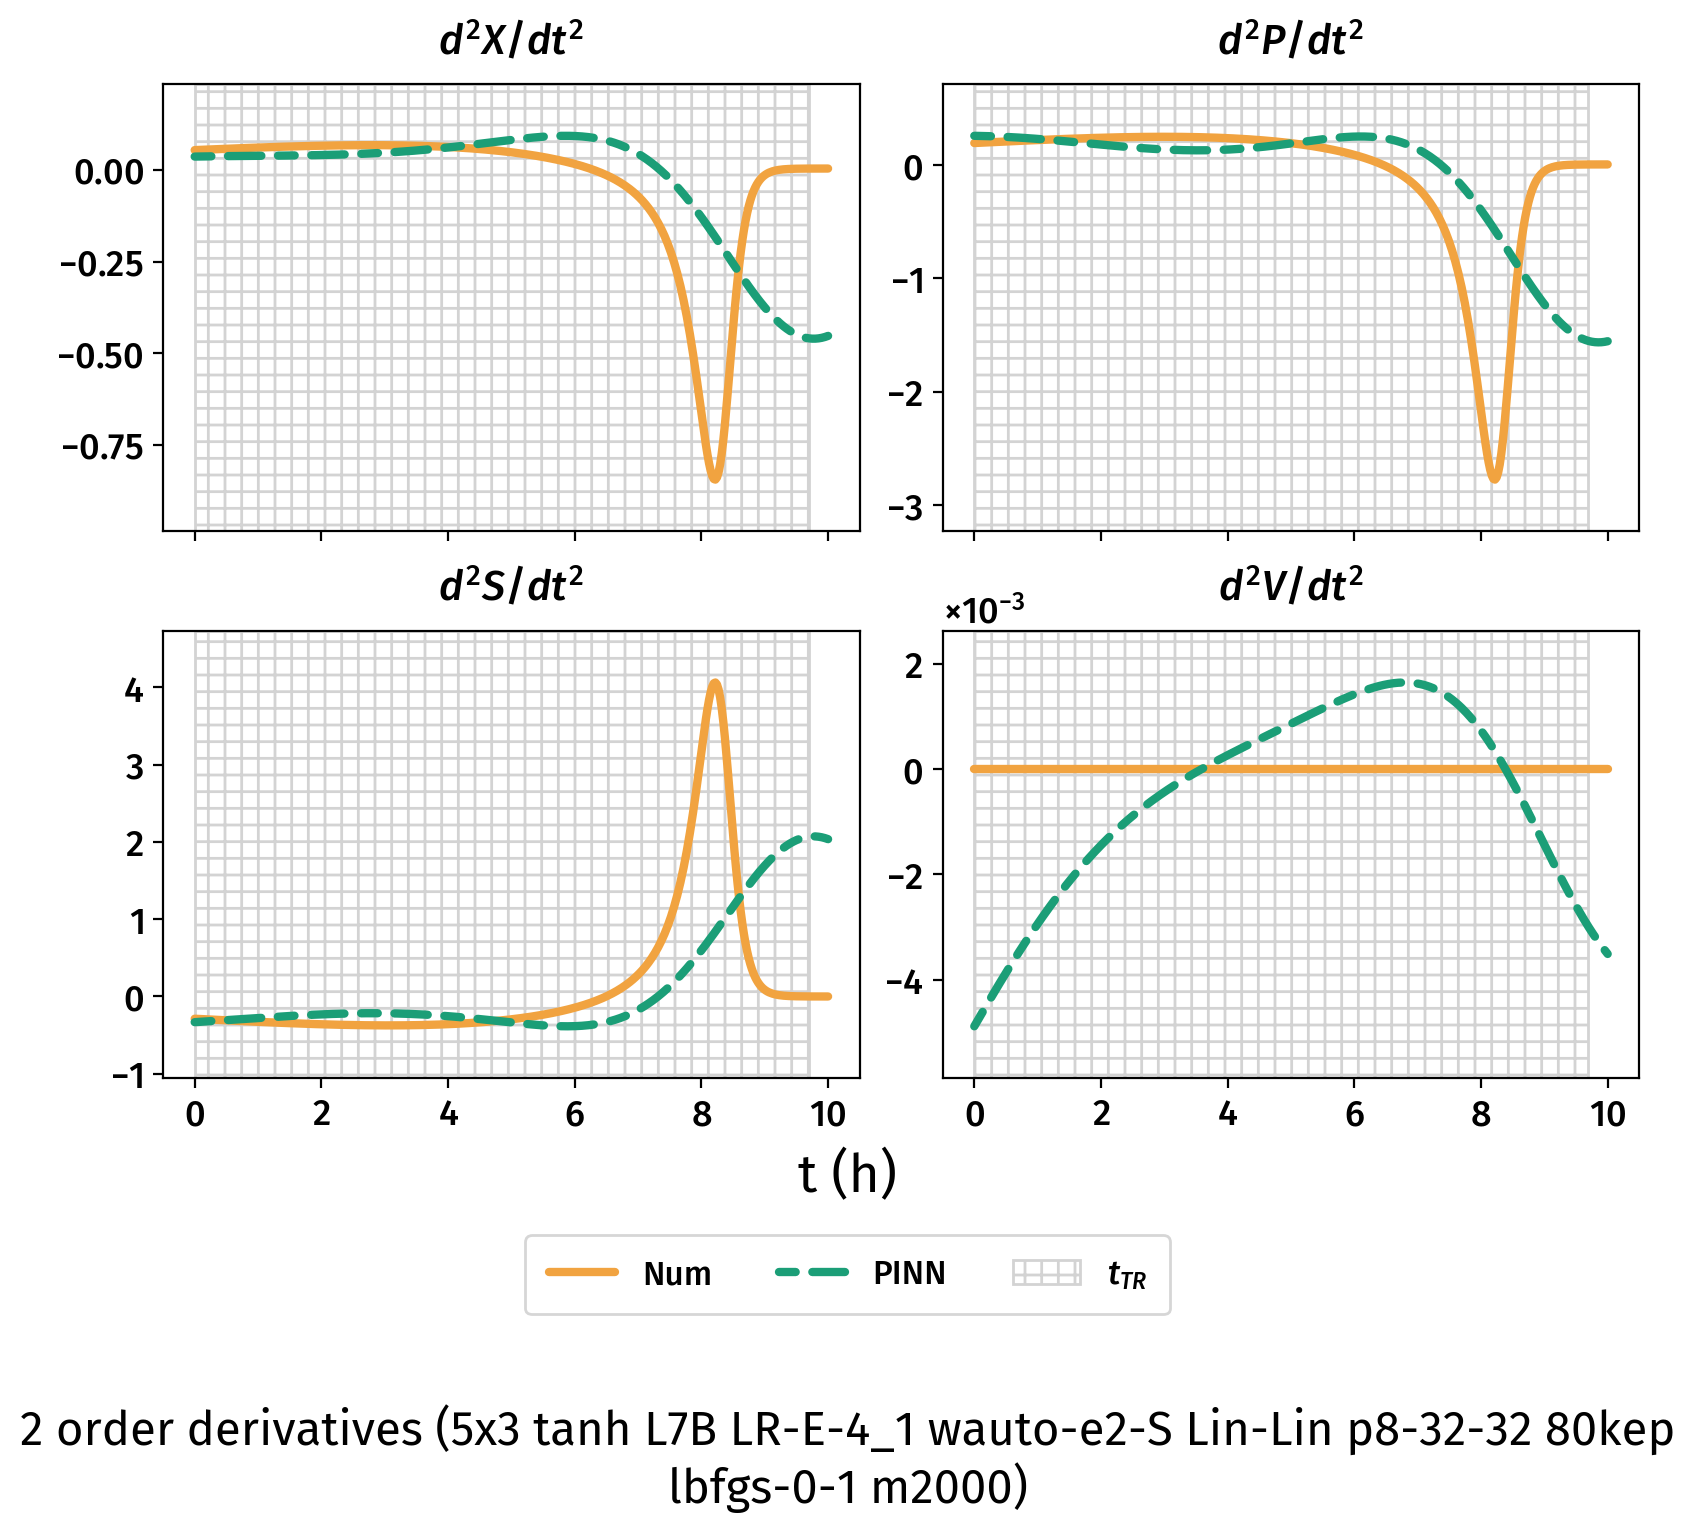 d²X/dt²
d²P/dt²
0.00
−0.25
−0.50
−0.75
0
−1
−2
−3
d²S/dt²
d²V/dt²
×10⁻³
4
3
2
1
0
−1
2
0
−2
−4
0 2 4 6 8 10
0 2 4 6 8 10
t (h)
Num PINN t_TR
2 order derivatives (5x3 tanh L7B LR-E-4_1 wauto-e2-S Lin-Lin p8-32-32 80kep
lbfgs-0-1 m2000)